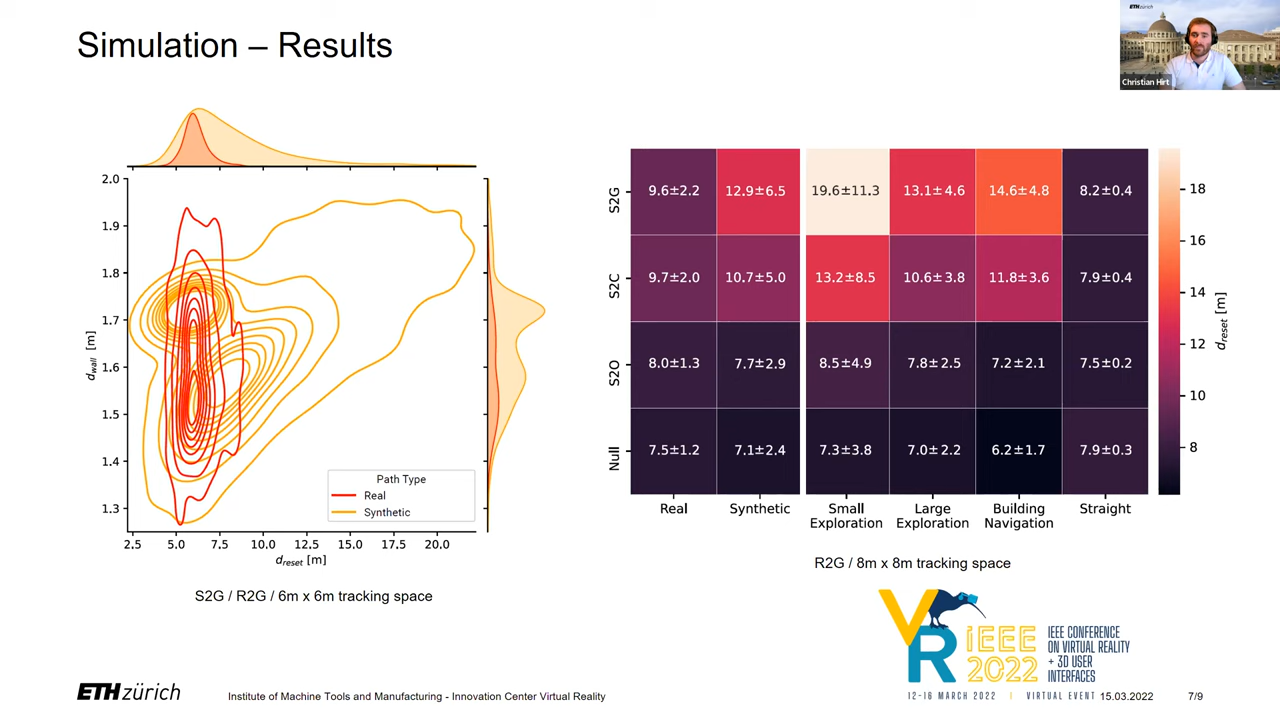 Simulation – Results
ETHzürich
Christian Hirt
2.0
1.9
1.8
1.7
1.6
1.5
1.4
1.3
d_wall [m]
Path Type
Real
Synthetic
2.5 5.0 7.5 10.0 12.5 15.0 17.5 20.0
d_reset [m]
S2G / R2G / 6m x 6m tracking space
S2G 9.6±2.2 12.9±6.5 19.6±11.3 13.1±4.6 14.6±4.8 8.2±0.4
S2C 9.7±2.0 10.7±5.0 13.2±8.5 10.6±3.8 11.8±3.6 7.9±0.4
S2O 8.0±1.3 7.7±2.9 8.5±4.9 7.8±2.5 7.2±2.1 7.5±0.2
Null 7.5±1.2 7.1±2.4 7.3±3.8 7.0±2.2 6.2±1.7 7.9±0.3
Real Synthetic Small Large Building Straight
Exploration Exploration Navigation
18
16
14
12
10
8
d_reset [m]
R2G / 8m x 8m tracking space
VR IEEE 2022
IEEE CONFERENCE
ON VIRTUAL REALITY
+ 3D USER
INTERFACES
12-16 MARCH 2022 | VIRTUAL EVENT
ETHzürich
Institute of Machine Tools and Manufacturing - Innovation Center Virtual Reality
15.03.2022
7/9